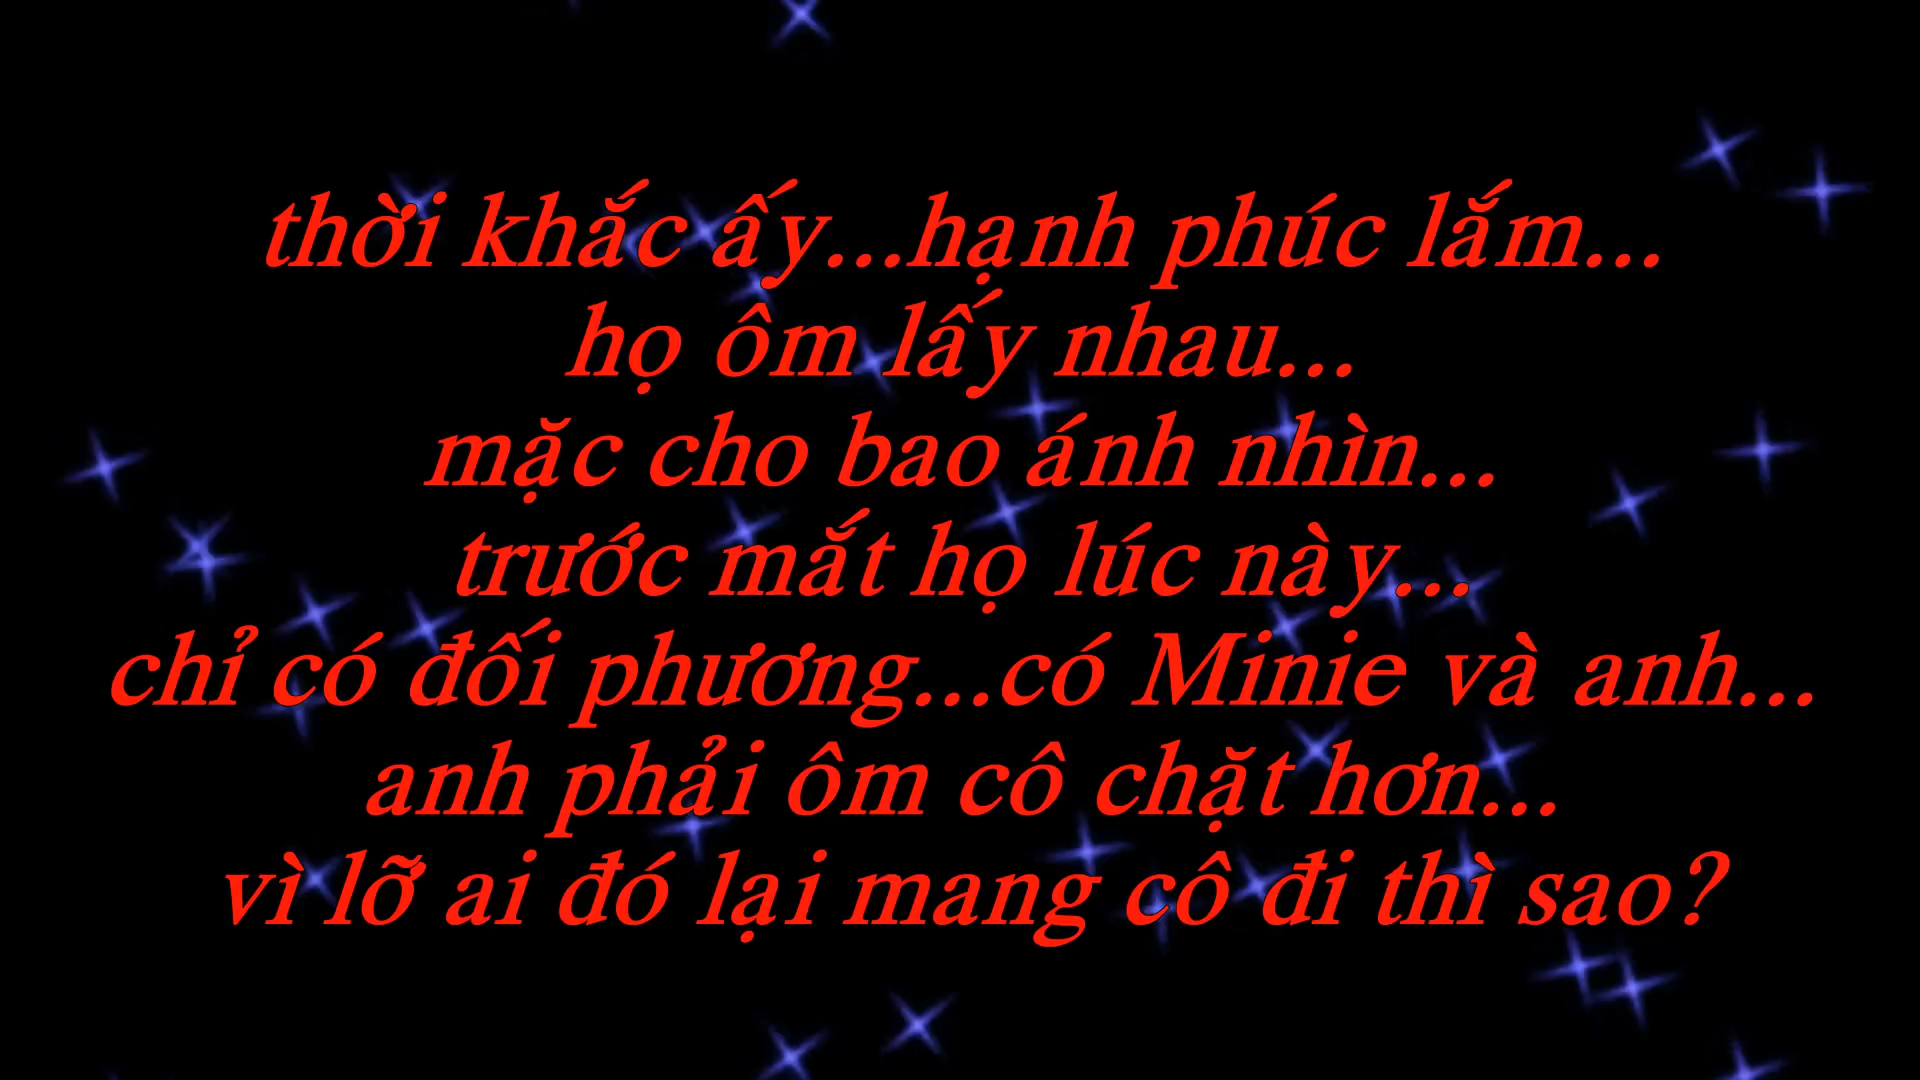 thời khắc ấy...hạnh phúc lắm...
họ ôm lấy nhau...
mặc cho bao ánh nhìn...
trước mắt họ lúc này...
chỉ có đối phương...có Minie và anh...
anh phải ôm cô chặt hơn...
vì lỡ ai đó lại mang cô đi thì sao?